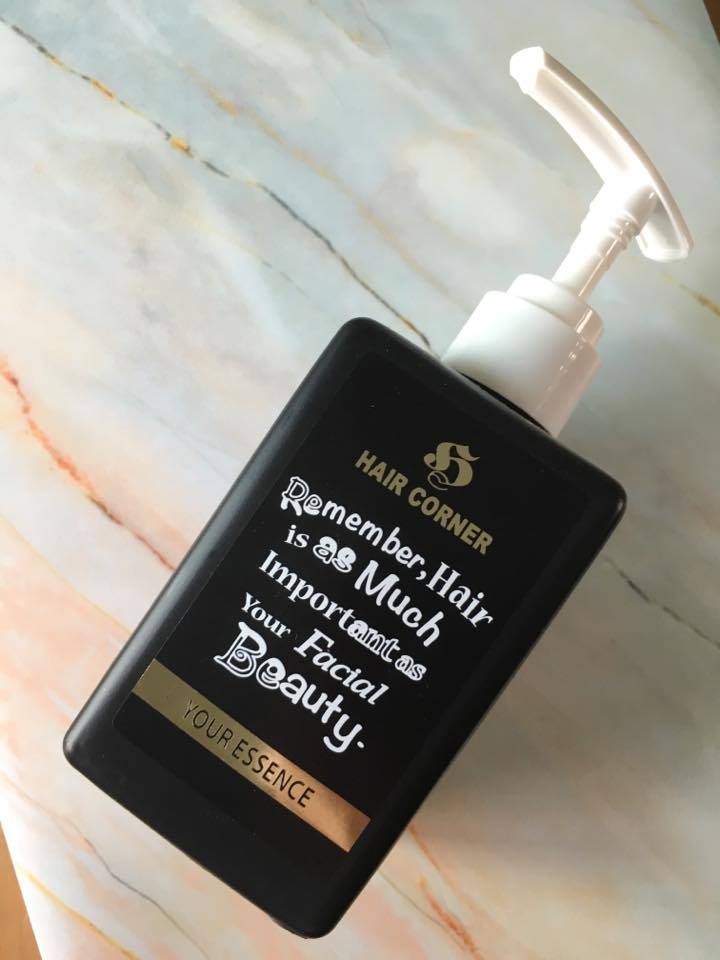 H
HAIR CORNER
Remember, Hair
is as Much
Important as
Your Facial
Beauty.
YOUR ESSENCE